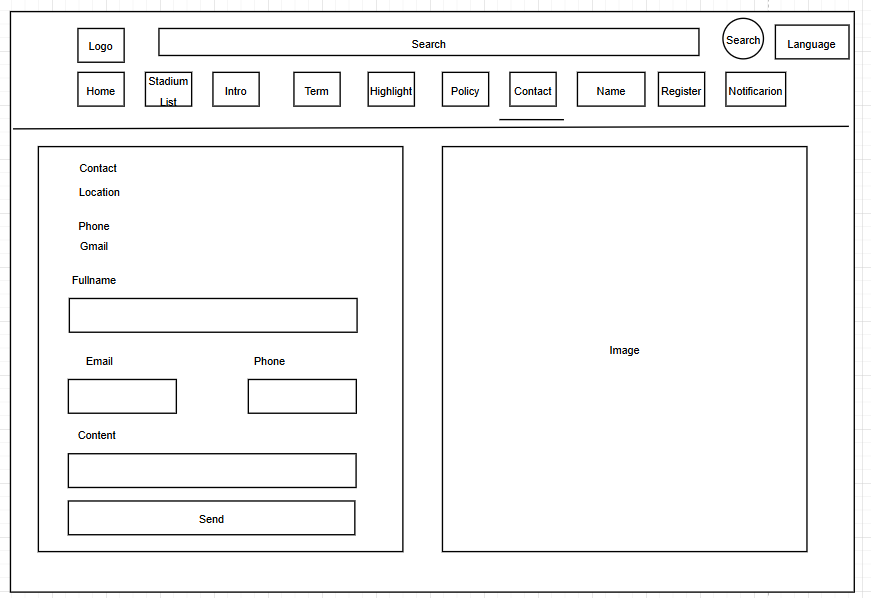 Logo
Search
Search
Language
Home
Stadium
List
Intro
Term
Highlight
Policy
Contact
Name
Register
Notificarion
Contact
Location
Phone
Gmail
Fullname
Email
Phone
Content
Send
Image